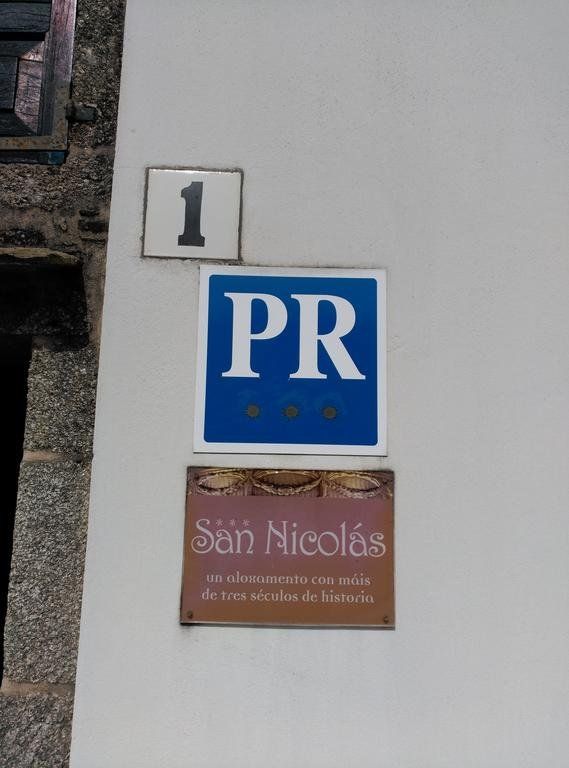 1
PR
***
San Nicolás
un aloxamento con máis
de tres séculos de historia